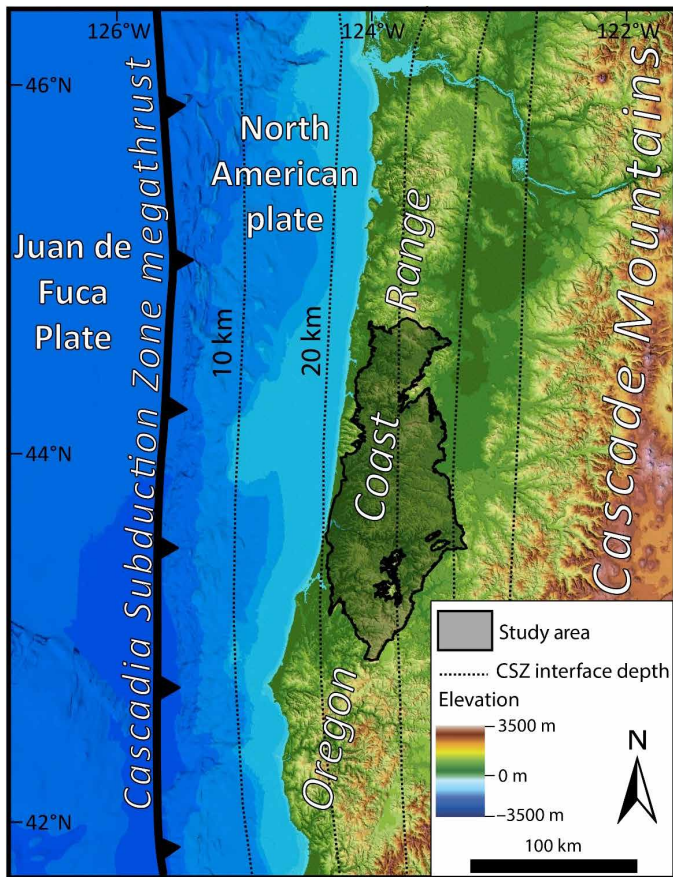 126°W
124°W
122°W
46°N
44°N
42°N
Juan de
Fuca
Plate
Cascadia Subduction Zone megathrust
North
American
plate
10 km
20 km
Oregon Coast Range
Cascade Mountains
Study area
CSZ interface depth
Elevation
3500 m
0 m
−3500 m
N
100 km